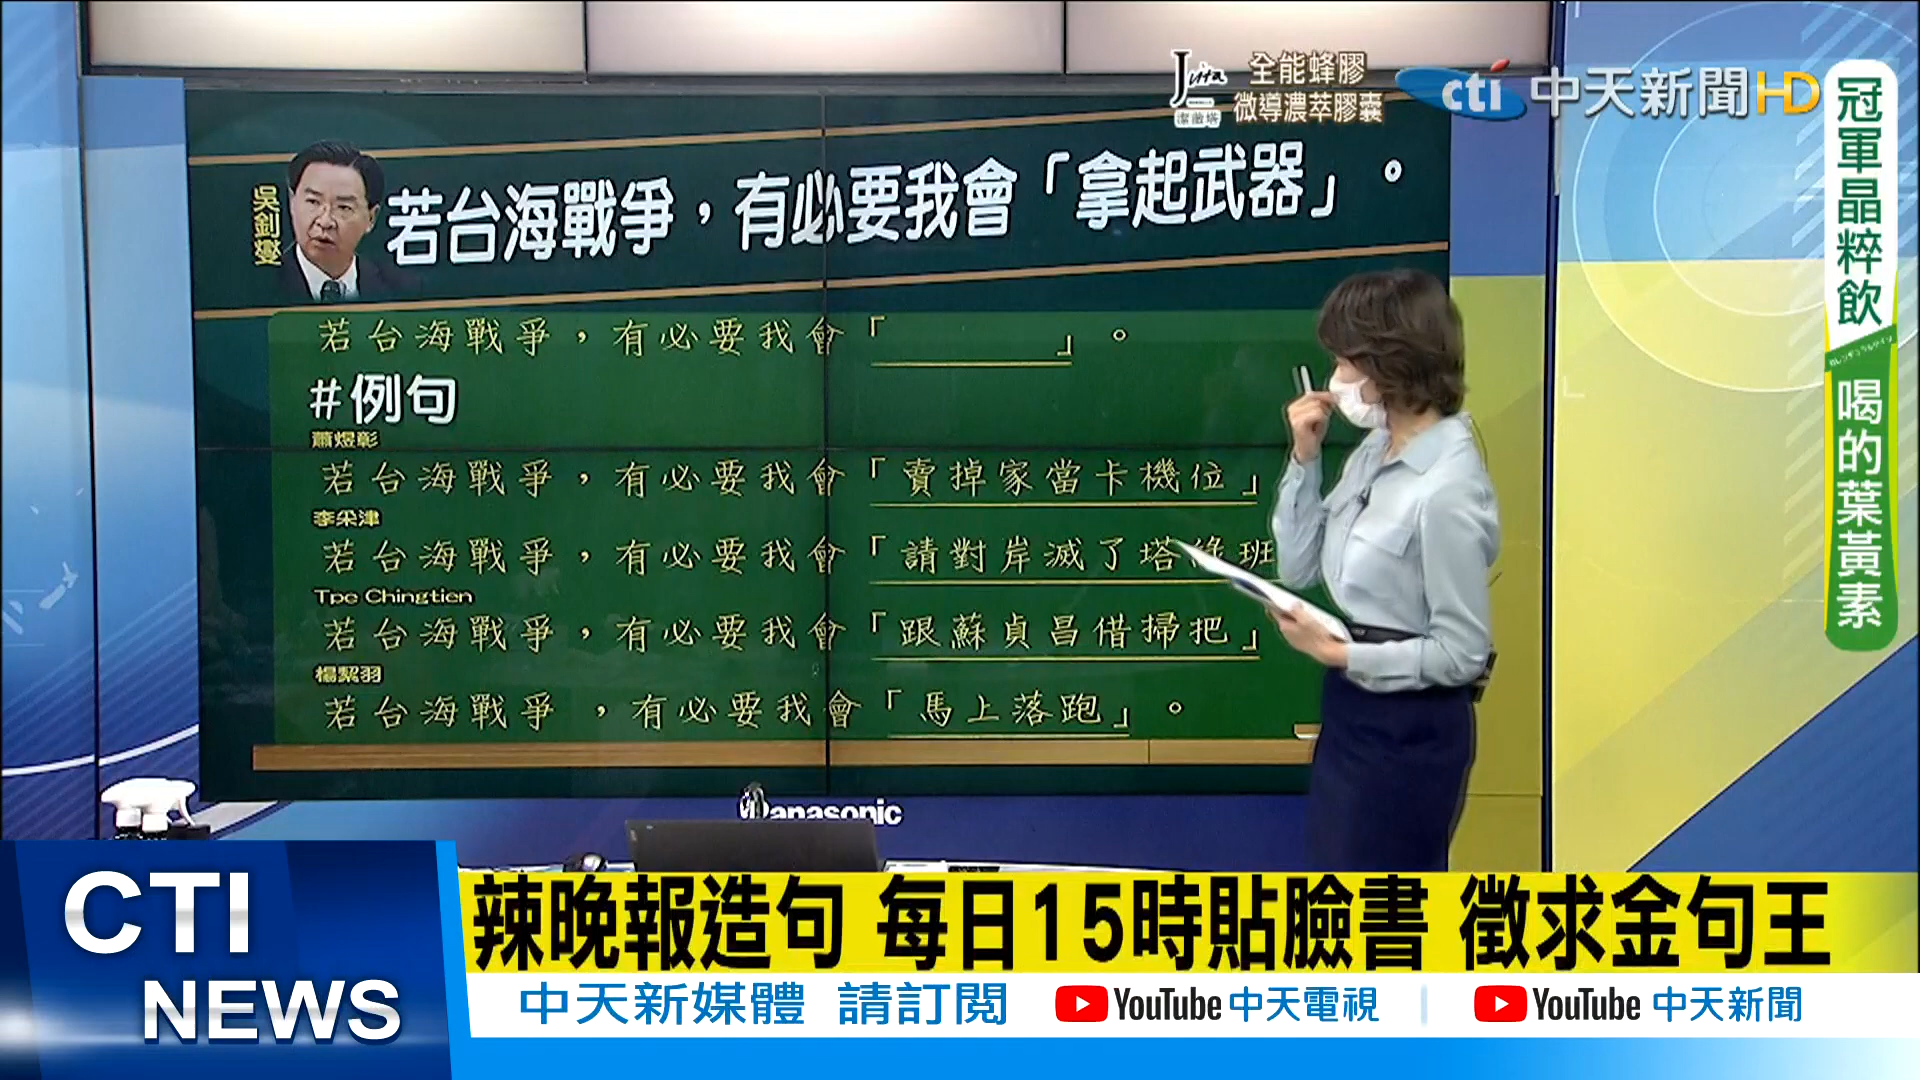 Jvita
潔敵塔
全能蜂膠
微導濃萃膠囊
cti 中天新聞HD
冠軍晶粹飲
喝的葉黃素
吳釗燮
若台海戰爭，有必要我會「拿起武器」。
若台海戰爭，有必要我會「 」。
#例句
蕭煜彰
若台海戰爭，有必要我會「賣掉家當卡機位」
李朵津
若台海戰爭，有必要我會「請對岸滅了塔綠班
Tpe Chingtien
若台海戰爭，有必要我會「跟蘇貞昌借掃把」
楊絮羽
若台海戰爭，有必要我會「馬上落跑」。
Panasonic
CTI
NEWS
辣晚報造句 每日15時貼臉書 徵求金句王
中天新媒體 請訂閱 YouTube 中天電視 | YouTube 中天新聞